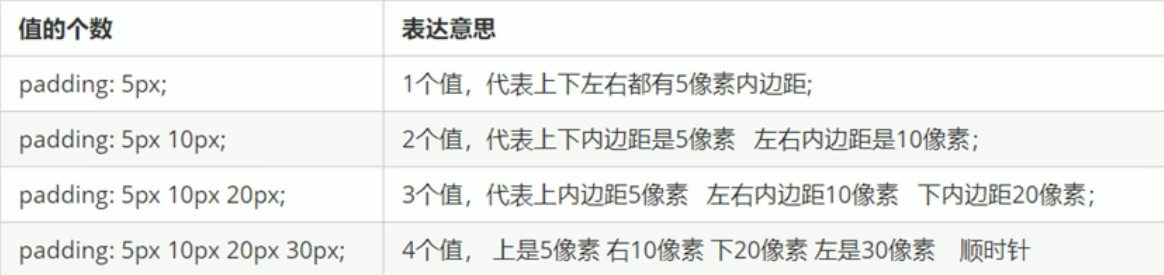 值的个数 表达意思
padding: 5px; 1个值，代表上下左右都有5像素内边距;
padding: 5px 10px; 2个值，代表上下内边距是5像素 左右内边距是10像素；
padding: 5px 10px 20px; 3个值，代表上内边距5像素 左右内边距10像素 下内边距20像素；
padding: 5px 10px 20px 30px; 4个值， 上是5像素 右10像素 下20像素 左是30像素 顺时针